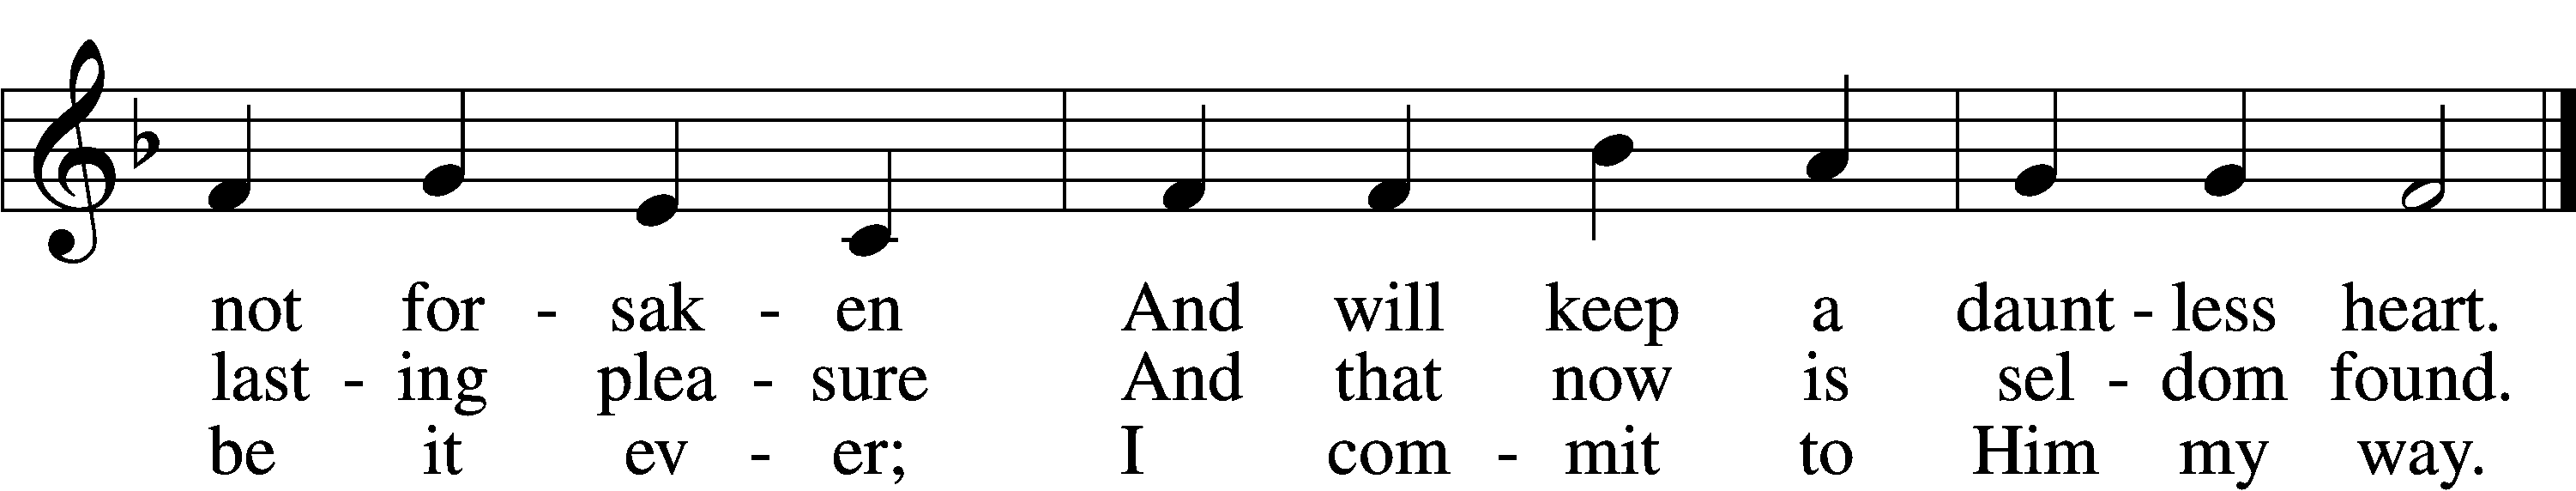 not for - sak - en And will keep a daunt - less heart.
last - ing plea - sure And that now is sel - dom found.
be it ev - er; I com - mit to Him my way.